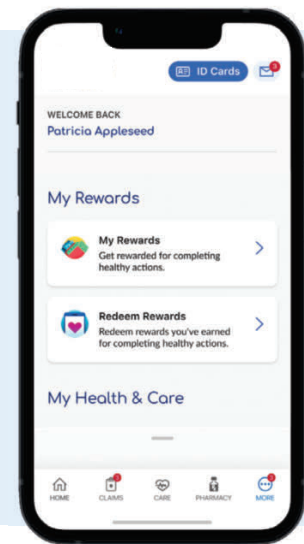 ID Cards
3
WELCOME BACK
Patricia Appleseed
My Rewards
My Rewards
Get rewarded for completing
healthy actions.
Redeem Rewards
Redeem rewards you've earned
for completing healthy actions.
My Health & Care
HOME
CLAIMS
CARE
PHARMACY
MORE